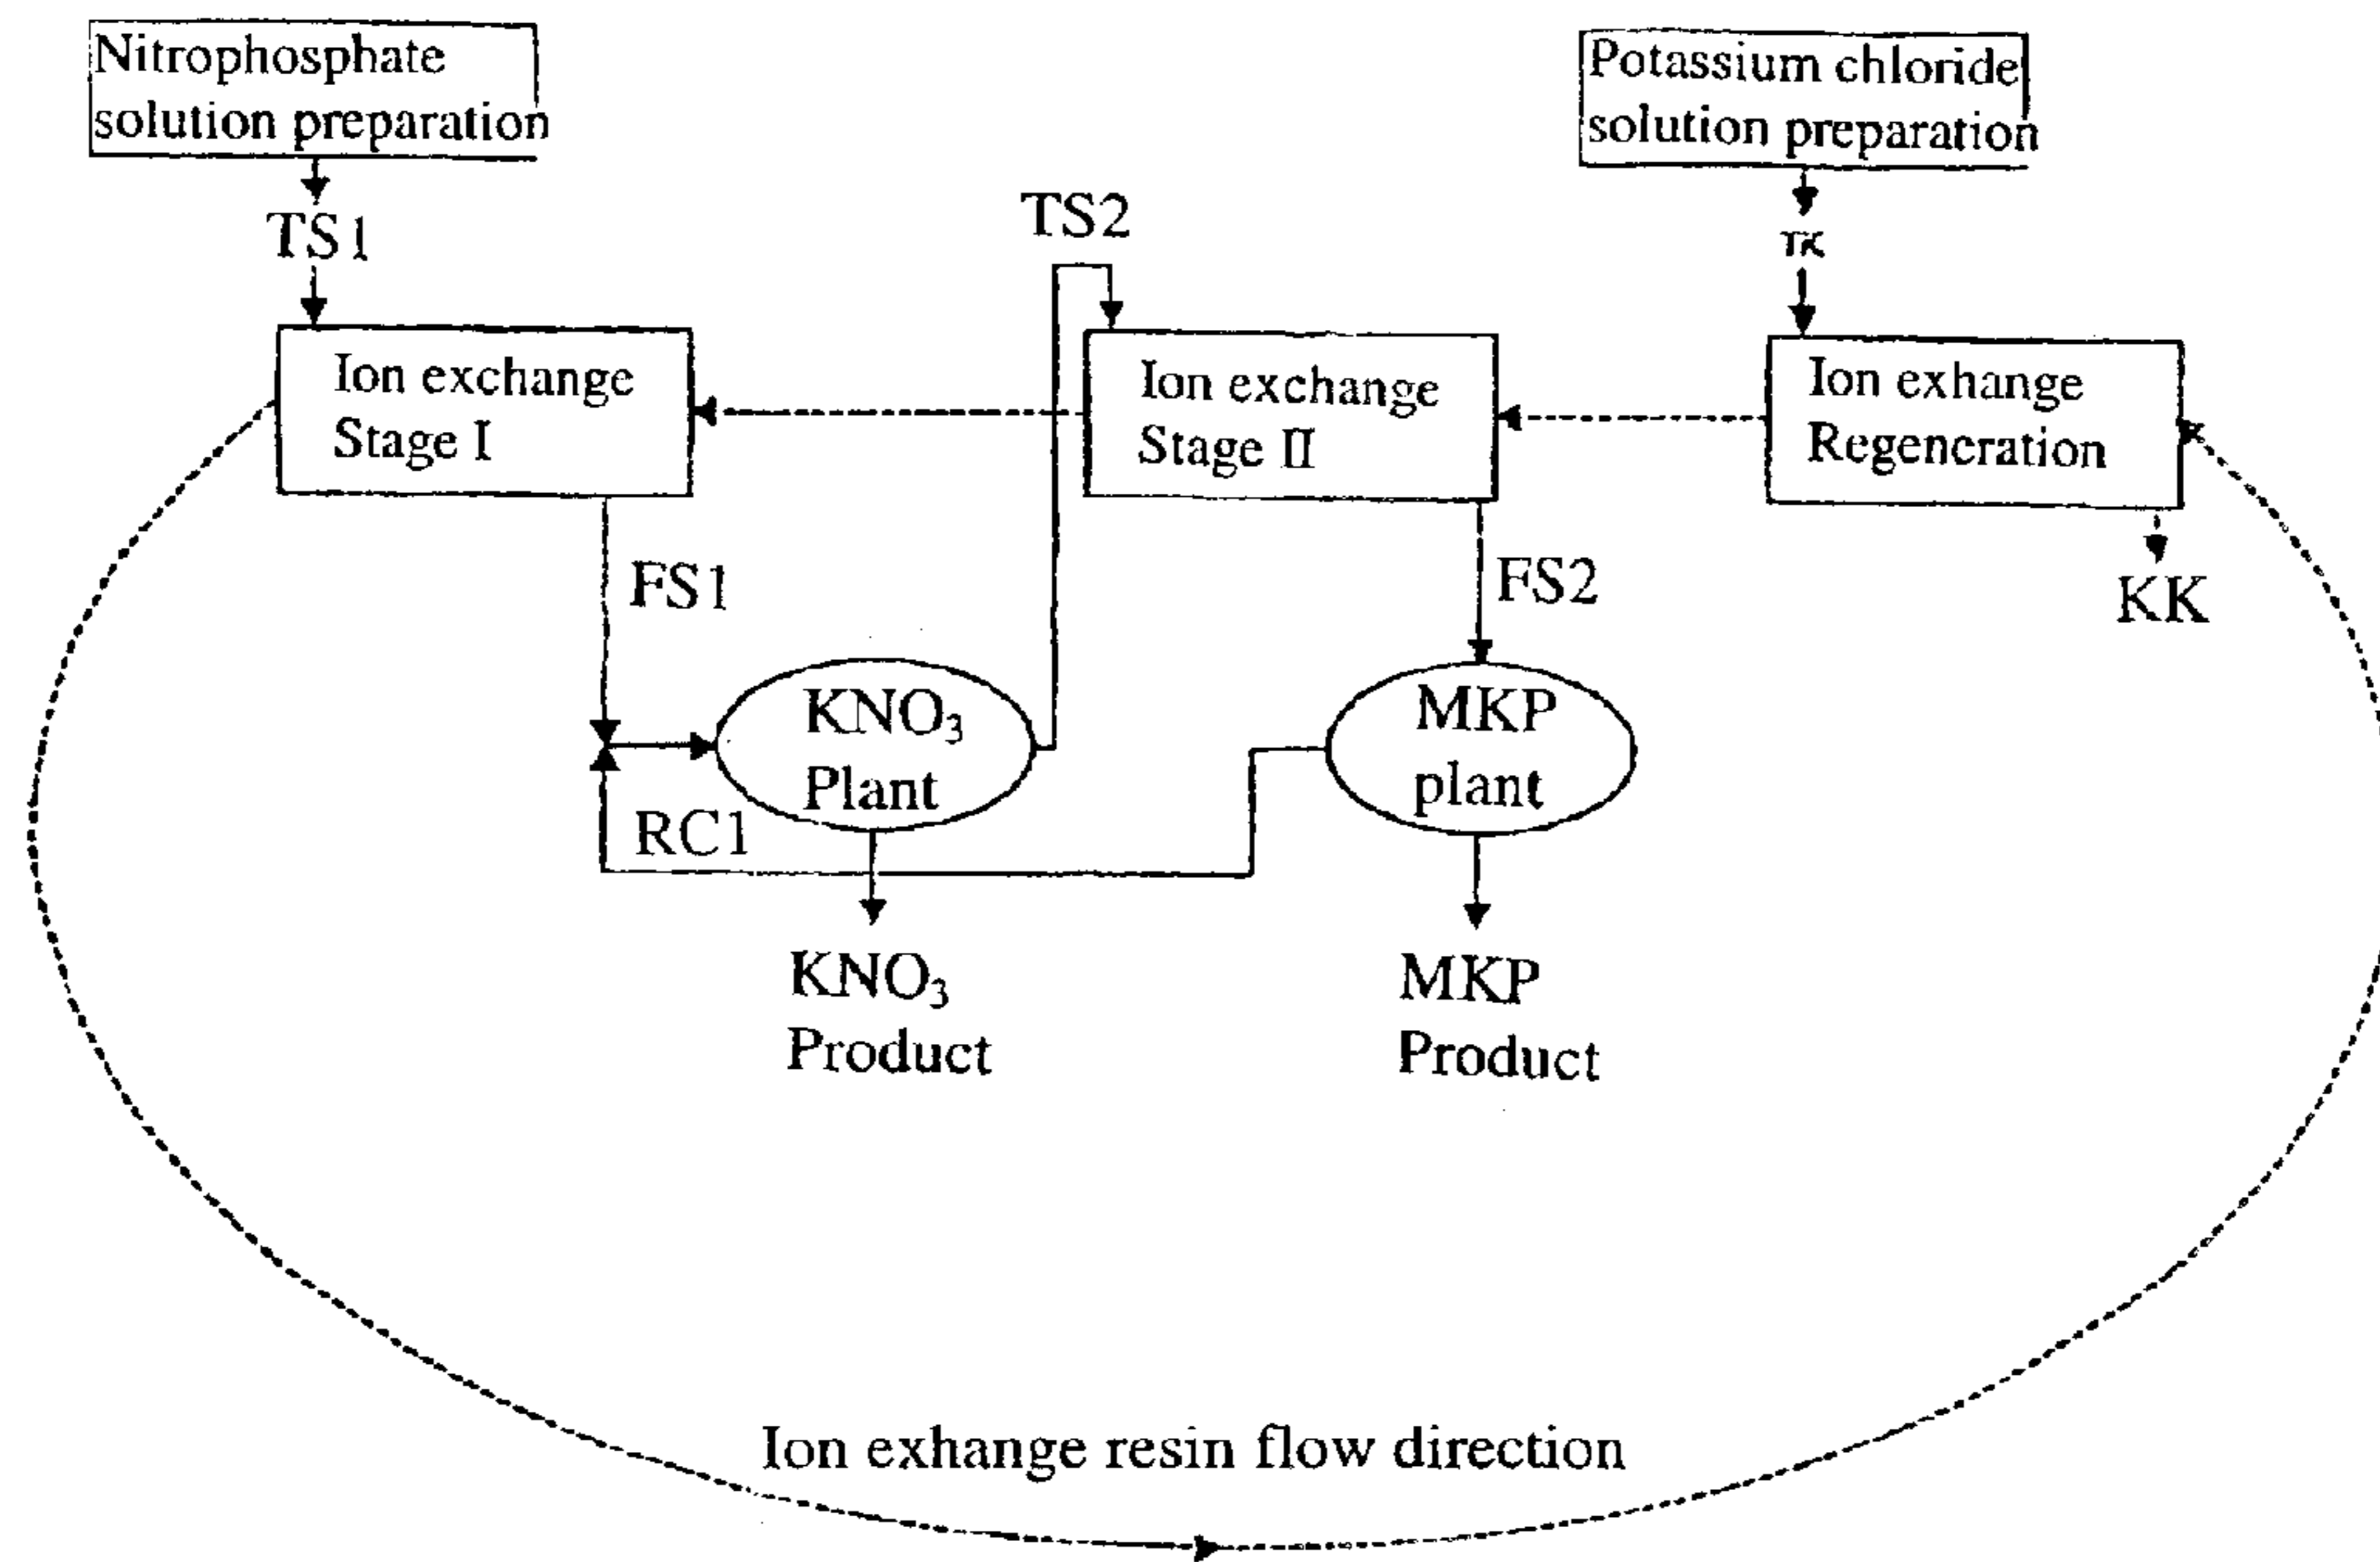 Nitrophosphate
solution preparation
Potassium chloride
solution preparation
TS1
TS2
TK
Ion exchange
Stage I
Ion exchange
Stage II
Ion exhange
Regeneration
FS1
FS2
KK
KNO₃
Plant
MKP
plant
RC1
KNO₃
Product
MKP
Product
Ion exhange resin flow direction